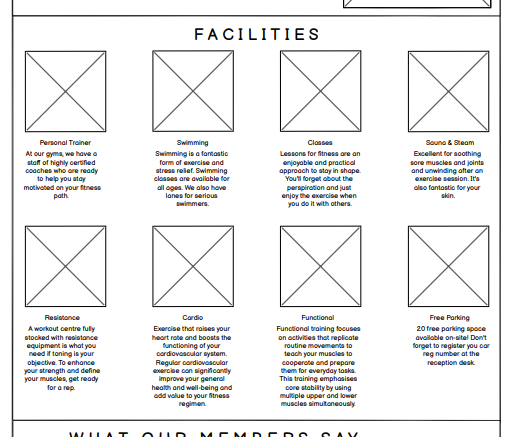 FACILITIES
Personal Trainer
At our gyms, we have a
staff of highly certified
coaches who are ready
to help you stay
motivated on your fitness
path.
Swimming
Swimming is a fantastic
form of exercise and
stress relief. Swimming
classes are available for
all ages. We also have
lanes for serious
swimmers.
Classes
Lessons for fitness are an
enjoyable and practical
approach to stay in shape.
You'll forget about the
perspiration and just
enjoy the exercise when
you do it with others.
Sauna & Steam
Excellent for soothing
sore muscles and joints
and unwinding after an
exercise session. It's
also fantastic for your
skin.
Resistance
A workout centre fully
stocked with resistance
equipment is what you
need if toning is your
objective. To enhance
your strength and define
your muscles, get ready
for a rep.
Cardio
Exercise that raises your
heart rate and boosts the
functioning of your
cardiovascular system.
Regular cardiovascular
exercise can significantly
improve your general
health and well-being and
add value to your fitness
regimen.
Functional
Functional training focuses
on activities that replicate
routine movements to
teach your muscles to
cooperate and prepare
them for everyday tasks.
This training emphasises
core stability by using
multiple upper and lower
muscles simultaneously.
Free Parking
20 free parking space
available on-site! Don't
forget to register you car
reg number at the
reception desk.
WHAT OUR MEMBERS SAY